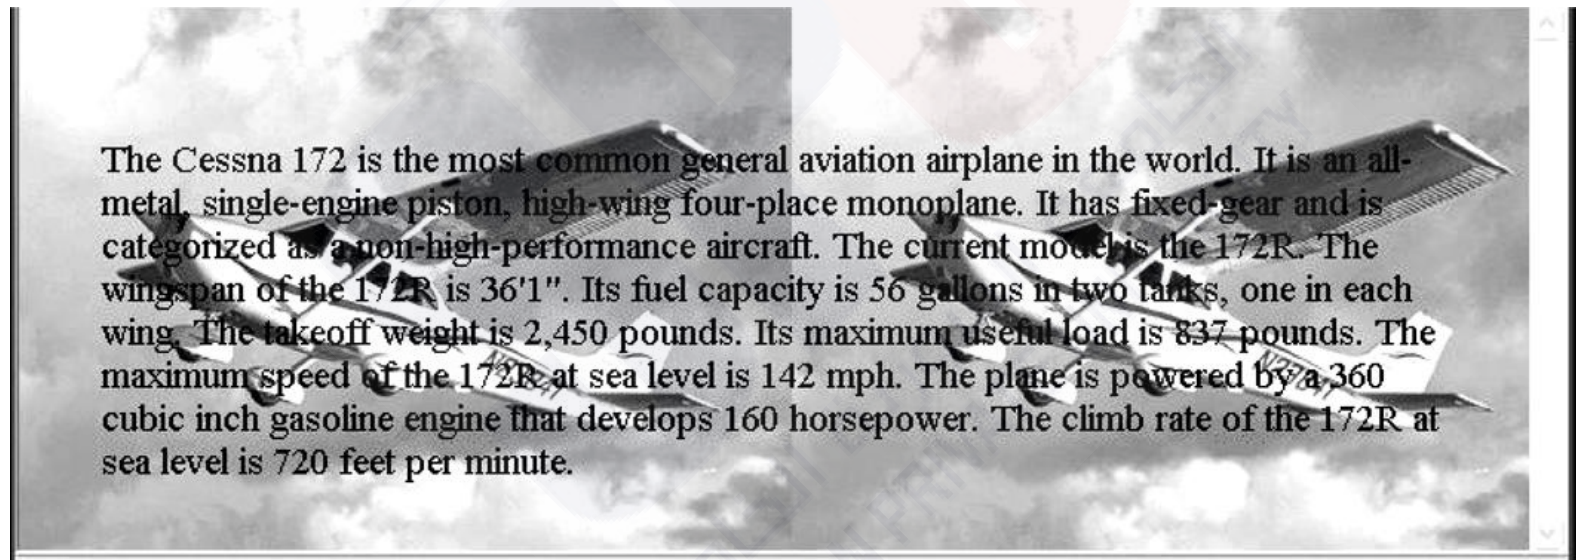 The Cessna 172 is the most common general aviation airplane in the world. It is an all-
metal, single-engine piston, high-wing four-place monoplane. It has fixed-gear and is
categorized as a non-high-performance aircraft. The current model is the 172R. The
wingspan of the 172R is 36'1". Its fuel capacity is 56 gallons in two tanks, one in each
wing. The takeoff weight is 2,450 pounds. Its maximum useful load is 837 pounds. The
maximum speed of the 172R at sea level is 142 mph. The plane is powered by a 360
cubic inch gasoline engine that develops 160 horsepower. The climb rate of the 172R at
sea level is 720 feet per minute.